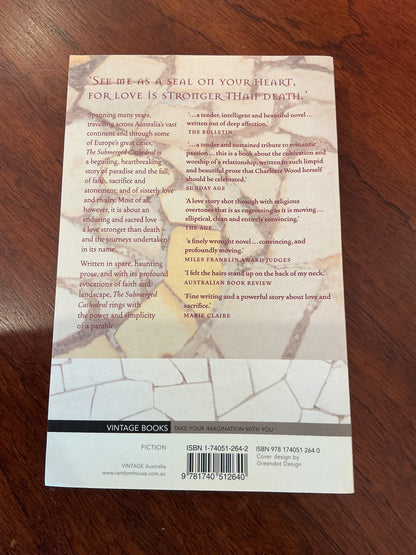 'SEE ME AS A SEAL ON YOUR HEART,
FOR LOVE IS STRONGER THAN DEATH.'
Spanning many years,
travelling across Australia's vast
continent and through some
of Europe's great cities,
The Submerged Cathedral is
a beguiling, heartbreaking
story of paradise and the fall;
of faith, sacrifice and
atonement; and of sisterly love
and rivalry. Most of all,
however, it is about an
enduring and sacred love –
a love stronger than death
and the journeys undertaken
in its name.
Written in spare, haunting
prose, and with its profound
evocations of faith and
landscape, The Submerged
Cathedral rings with
the power and simplicity
of a parable.
'... a tender, intelligent and beautiful novel ...
written out of deep affection.'
THE BULLETIN
'... a tender and sustained tribute to romantic
passion ... this is a book about the cultivation and
worship of a relationship, written in such limpid
and beautiful prose that Charlotte Wood herself
should be celebrated.'
SUNDAY AGE
'A love story shot through with religious
overtones that is as engrossing as it is moving ...
elliptical, clean and entirely convincing.'
THE AGE
'a finely wrought novel ... convincing, and
profoundly moving.'
MILES FRANKLIN AWARD JUDGES
'I felt the hairs stand up on the back of my neck.'
AUSTRALIAN BOOK REVIEW
'Fine writing and a powerful story about love and
sacrifice.'
MARIE CLAIRE
VINTAGE BOOKS TAKE YOUR IMAGINATION WITH YOU
FICTION
VINTAGE Australia
www.randomhouse.com.au
ISBN 1-74051-264-2
9 781740 512640
ISBN 978 174051 264 0
Cover design by
Greendot Design